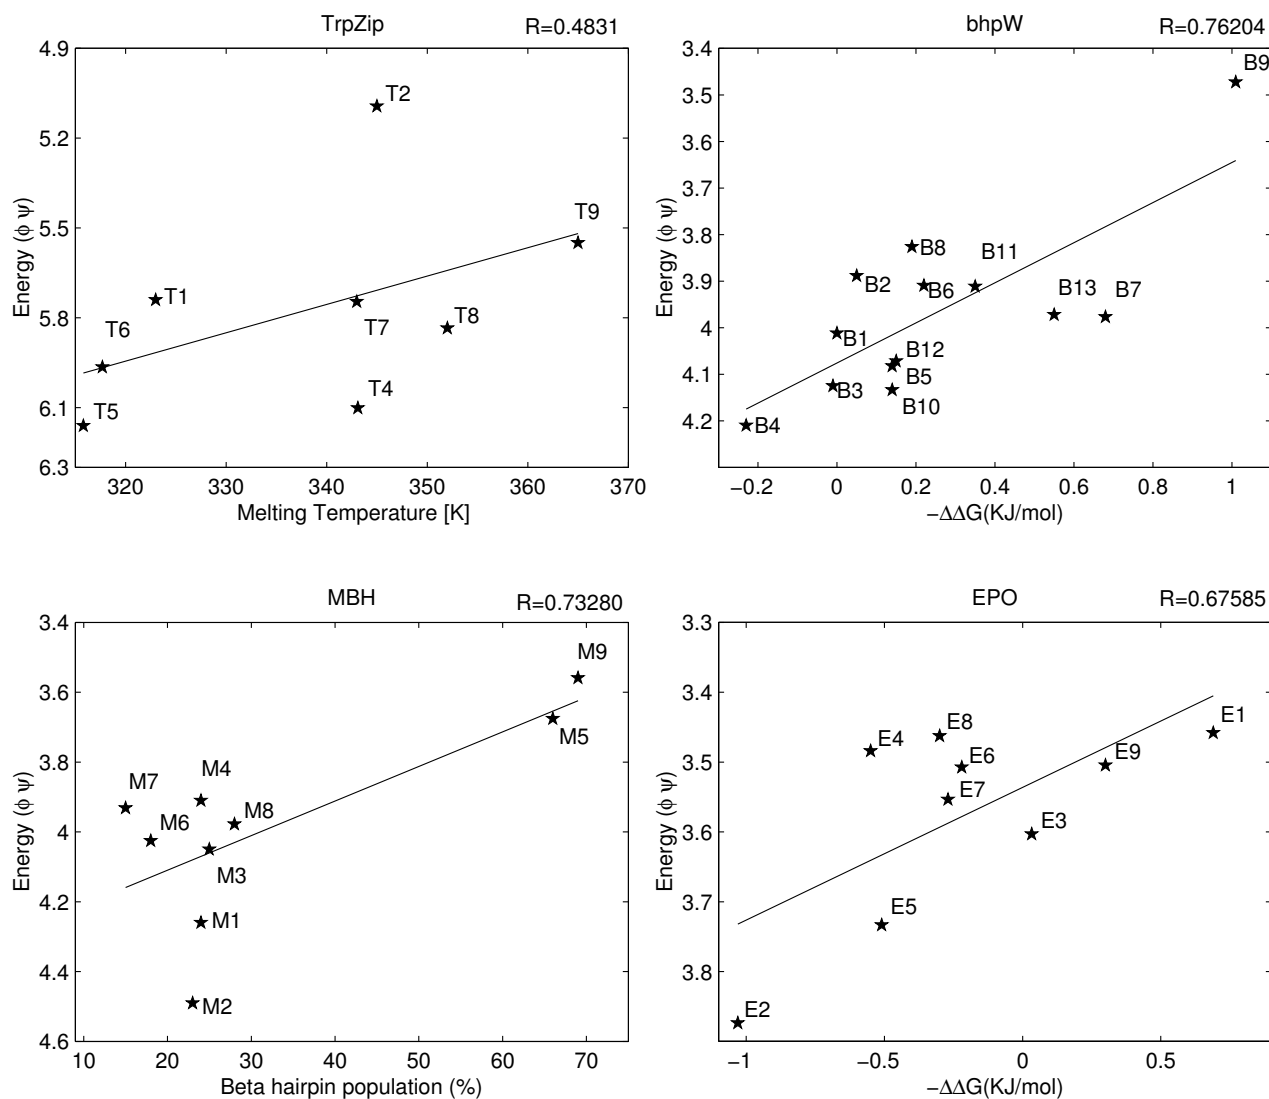 TrpZip
R=0.4831
4.9
5.2
5.5
5.8
6.1
6.3
Energy (ϕ ψ)
T2
T9
T1
T6
T7
T8
T4
T5
320 330 340 350 360 370
Melting Temperature [K]
bhpW
R=0.76204
3.4
3.5
3.6
3.7
3.8
3.9
4
4.1
4.2
Energy (ϕ ψ)
B9
B8
B11
B2
B6
B13
B7
B1
B12
B5
B3
B10
B4
−0.2 0 0.2 0.4 0.6 0.8 1
−ΔΔG(KJ/mol)
MBH
R=0.73280
3.4
3.6
3.8
4
4.2
4.4
4.6
Energy (ϕ ψ)
M9
M5
M4
M7
M8
M6
M3
M1
M2
10 20 30 40 50 60 70
Beta hairpin population (%)
EPO
R=0.67585
3.3
3.4
3.5
3.6
3.7
3.8
Energy (ϕ ψ)
E1
E8
E4
E6
E9
E7
E3
E5
E2
−1 −0.5 0 0.5
−ΔΔG(KJ/mol)